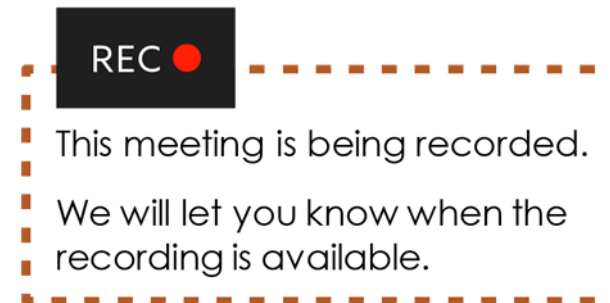 REC
This meeting is being recorded.
We will let you know when the
recording is available.